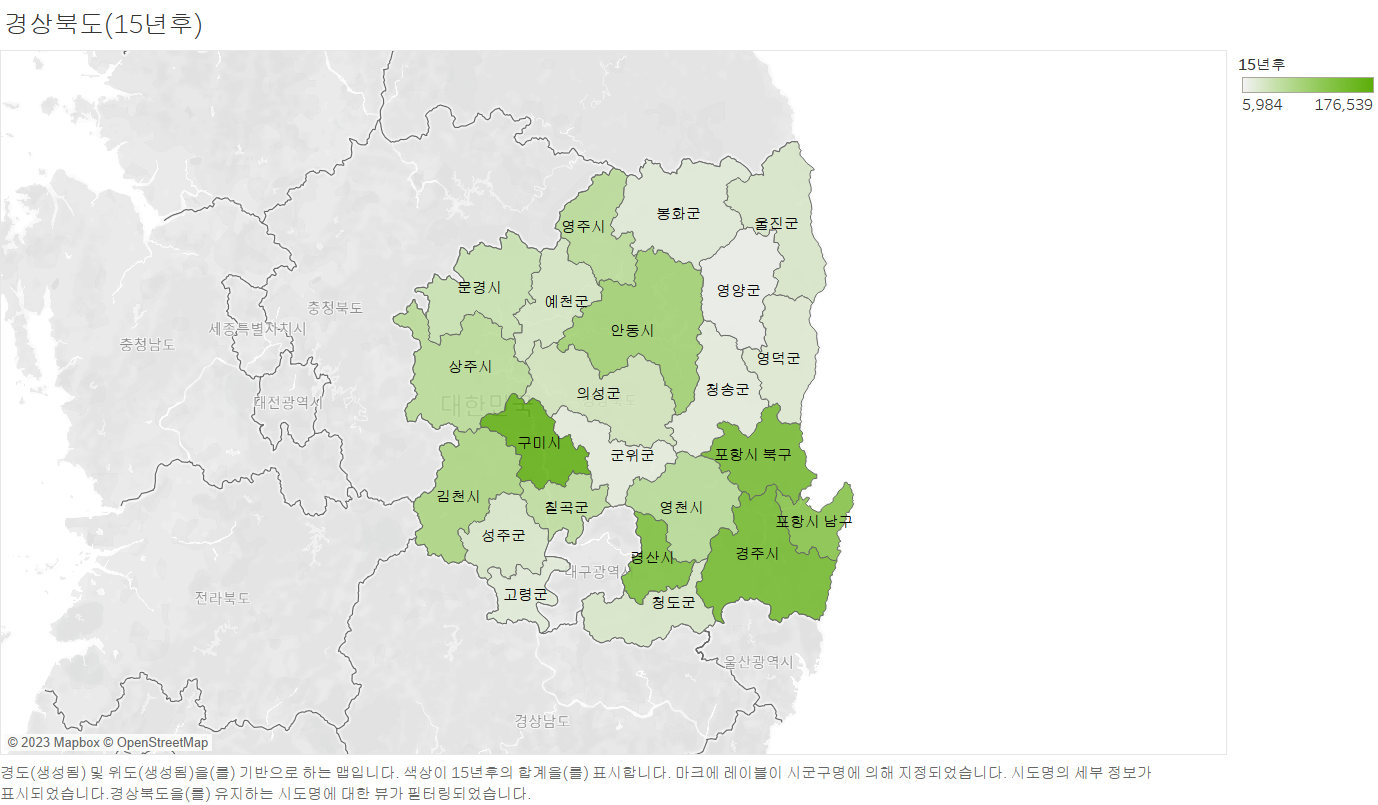 경상북도(15년후)
15년후
5,984 176,539
봉화군
울진군
영주시
문경시
예천군
영양군
충청북도
세종특별자치시
충청남도
안동시
영덕군
상주시
의성군
청송군
대전광역시
대한민국
구미시
군위군
포항시 북구
김천시
칠곡군
영천시
포항시 남구
성주군
경산시
경주시
대구광역시
고령군
청도군
전라북도
울산광역시
경상남도
© 2023 Mapbox © OpenStreetMap
경도(생성됨) 및 위도(생성됨)을(를) 기반으로 하는 맵입니다. 색상이 15년후의 합계을(를) 표시합니다. 마크에 레이블이 시군구명에 의해 지정되었습니다. 시도명의 세부 정보가
표시되었습니다.경상북도을(를) 유지하는 시도명에 대한 뷰가 필터링되었습니다.